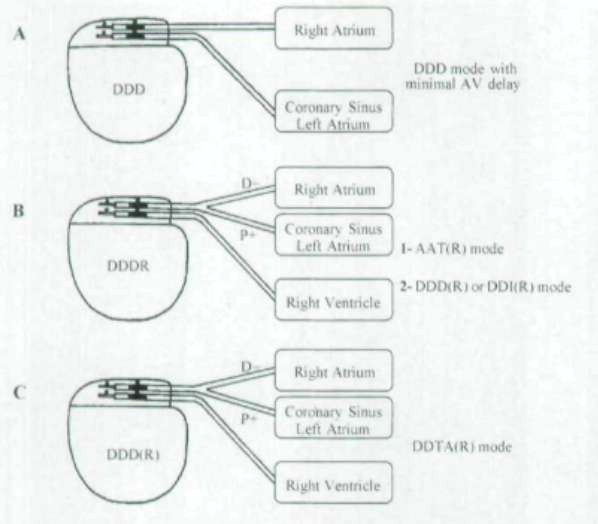 A
Right Atrium
DDD
Coronary Sinus
Left Atrium
DDD mode with
minimal AV delay
B
D-
Right Atrium
P+
Coronary Sinus
Left Atrium
DDDR
Right Ventricle
1- AAT(R) mode
2- DDD(R) or DDI(R) mode
C
D-
Right Atrium
P+
Coronary Sinus
Left Atrium
DDD(R)
Right Ventricle
DDTA(R) mode